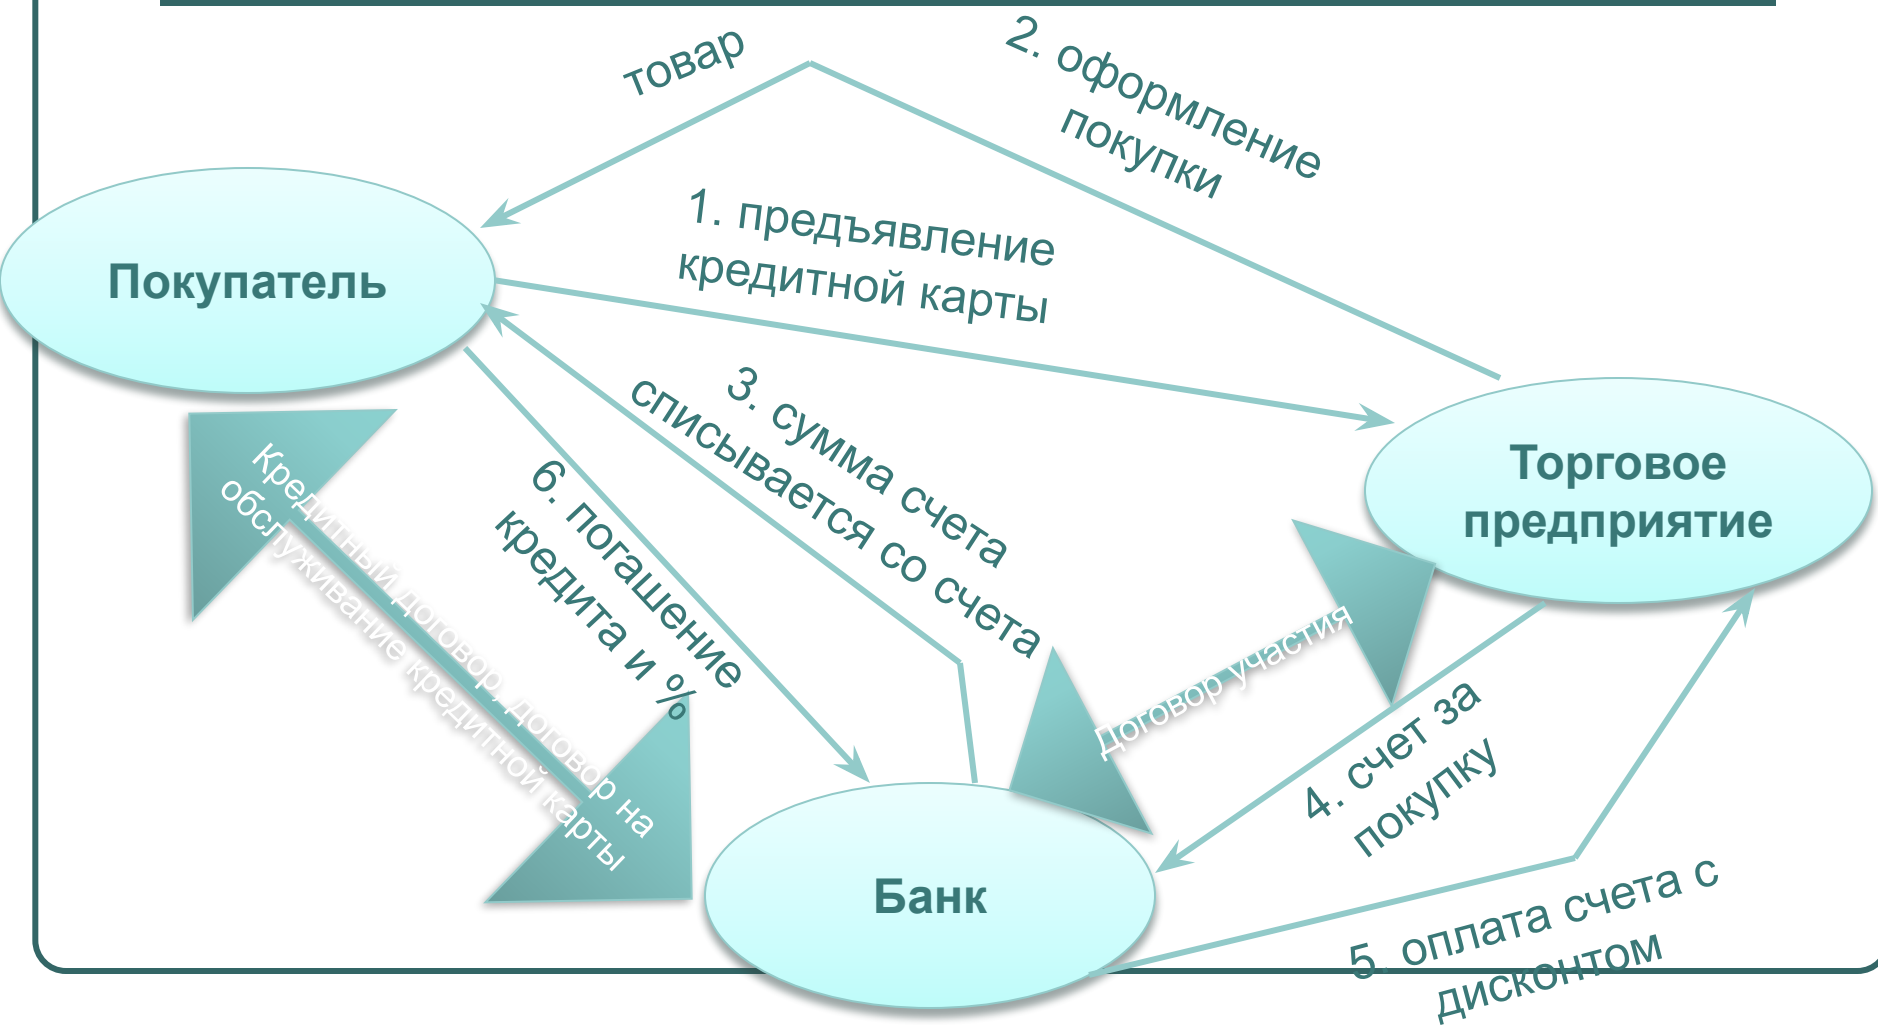 товар
2. оформление
покупки
1. предъявление
кредитной карты
Покупатель
3. сумма счета
списывается со счета
Торговое
предприятие
6. погашение
кредита и %
Кредитный договор, договор на
обслуживание кредитной карты
Договор участия
4. счет за
покупку
Банк
5. оплата счета с
дисконтом